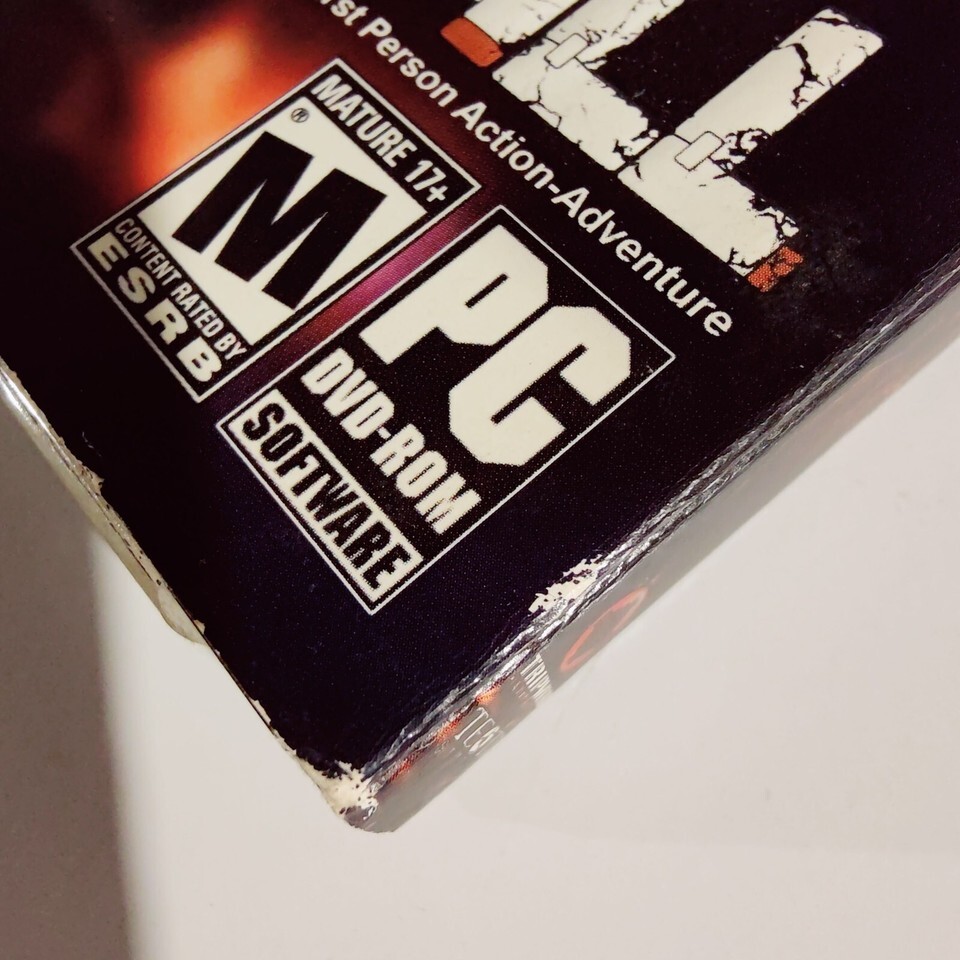 Person Action-Adventure
MATURE 17+
M
®
CONTENT RATED BY
ESRB
PC
DVD-ROM
SOFTWARE